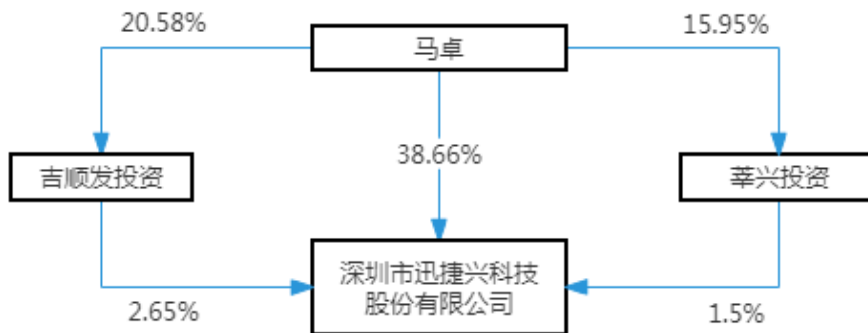 20.58%
马卓
15.95%
吉顺发投资
38.66%
莘兴投资
深圳市迅捷兴科技
股份有限公司
2.65%
1.5%